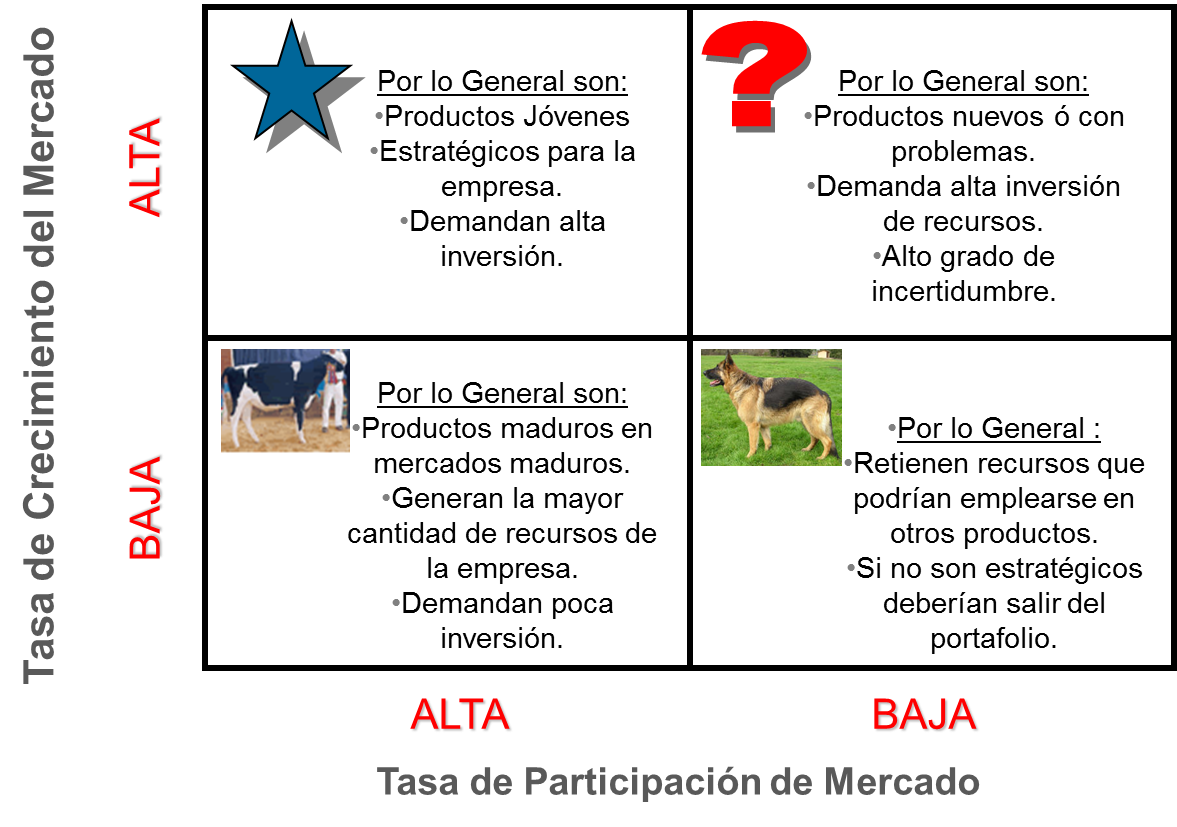 Tasa de Crecimiento del Mercado
ALTA
BAJA
?
Por lo General son:
•Productos Jóvenes
•Estratégicos para la
empresa.
•Demandan alta
inversión.
Por lo General son:
•Productos nuevos ó con
problemas.
•Demanda alta inversión
de recursos.
•Alto grado de
incertidumbre.
Por lo General son:
•Productos maduros en
mercados maduros.
•Generan la mayor
cantidad de recursos de
la empresa.
•Demandan poca
inversión.
•Por lo General :
•Retienen recursos que
podrían emplearse en
otros productos.
•Si no son estratégicos
deberían salir del
portafolio.
ALTA
BAJA
Tasa de Participación de Mercado